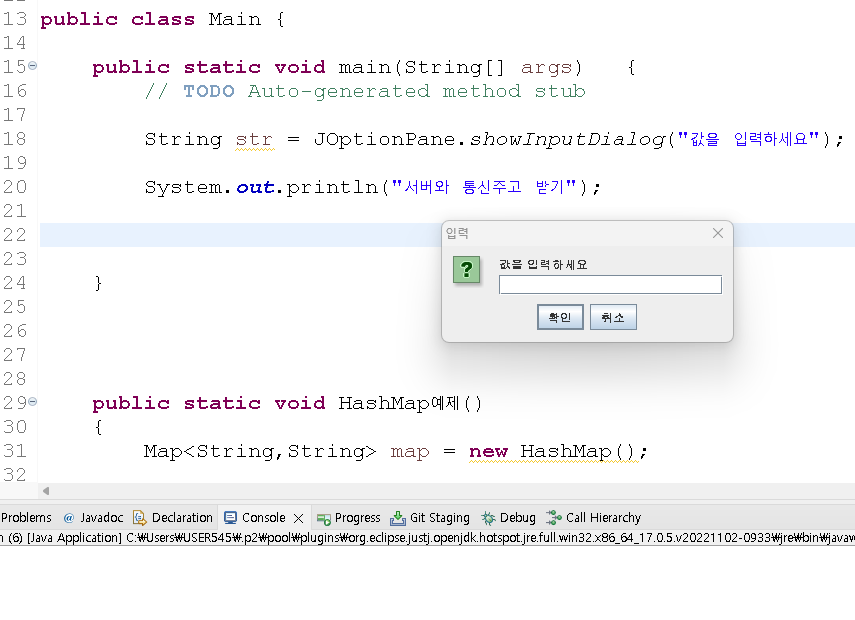 13 public class Main {
14
15 public static void main(String[] args) {
16 // TODO Auto-generated method stub
17
18 String str = JOptionPane.showInputDialog("값을 입력하세요");
19
20 System.out.println("서버와 통신주고 받기");
21
22
입력
23
? 값을 입력하세요
24 }
25
확인 취소
26
27
28
29 public static void HashMap예제()
30 {
31 Map<String,String> map = new HashMap();
32
Problems @ Javadoc Declaration Console Progress Git Staging Debug Call Hierarchy
(6) [Java Application] C:₩Users₩USER545₩.p2₩pool₩plugins₩org.eclipse.justj.openjdk.hotspot.jre.full.win32.x86_64_17.0.5.v20221102-0933₩jre₩bin₩javaw